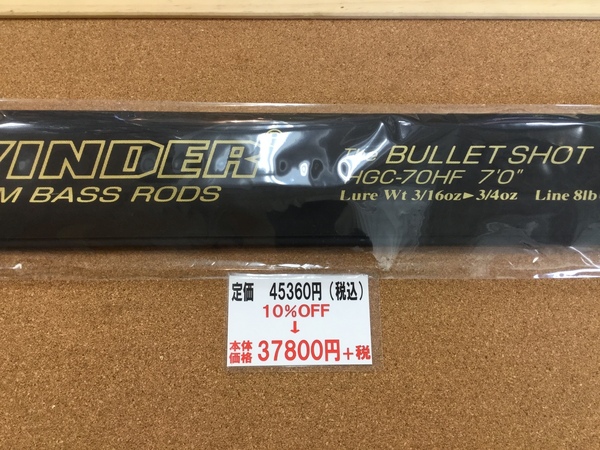 VINDER®
M BASS RODS
The BULLET SHOT
HGC-70HF 7'0"
Lure Wt 3/16oz►3/4oz Line 8lb
定価 45360円(税込)
10%OFF
↓
本体価格 37800円+税